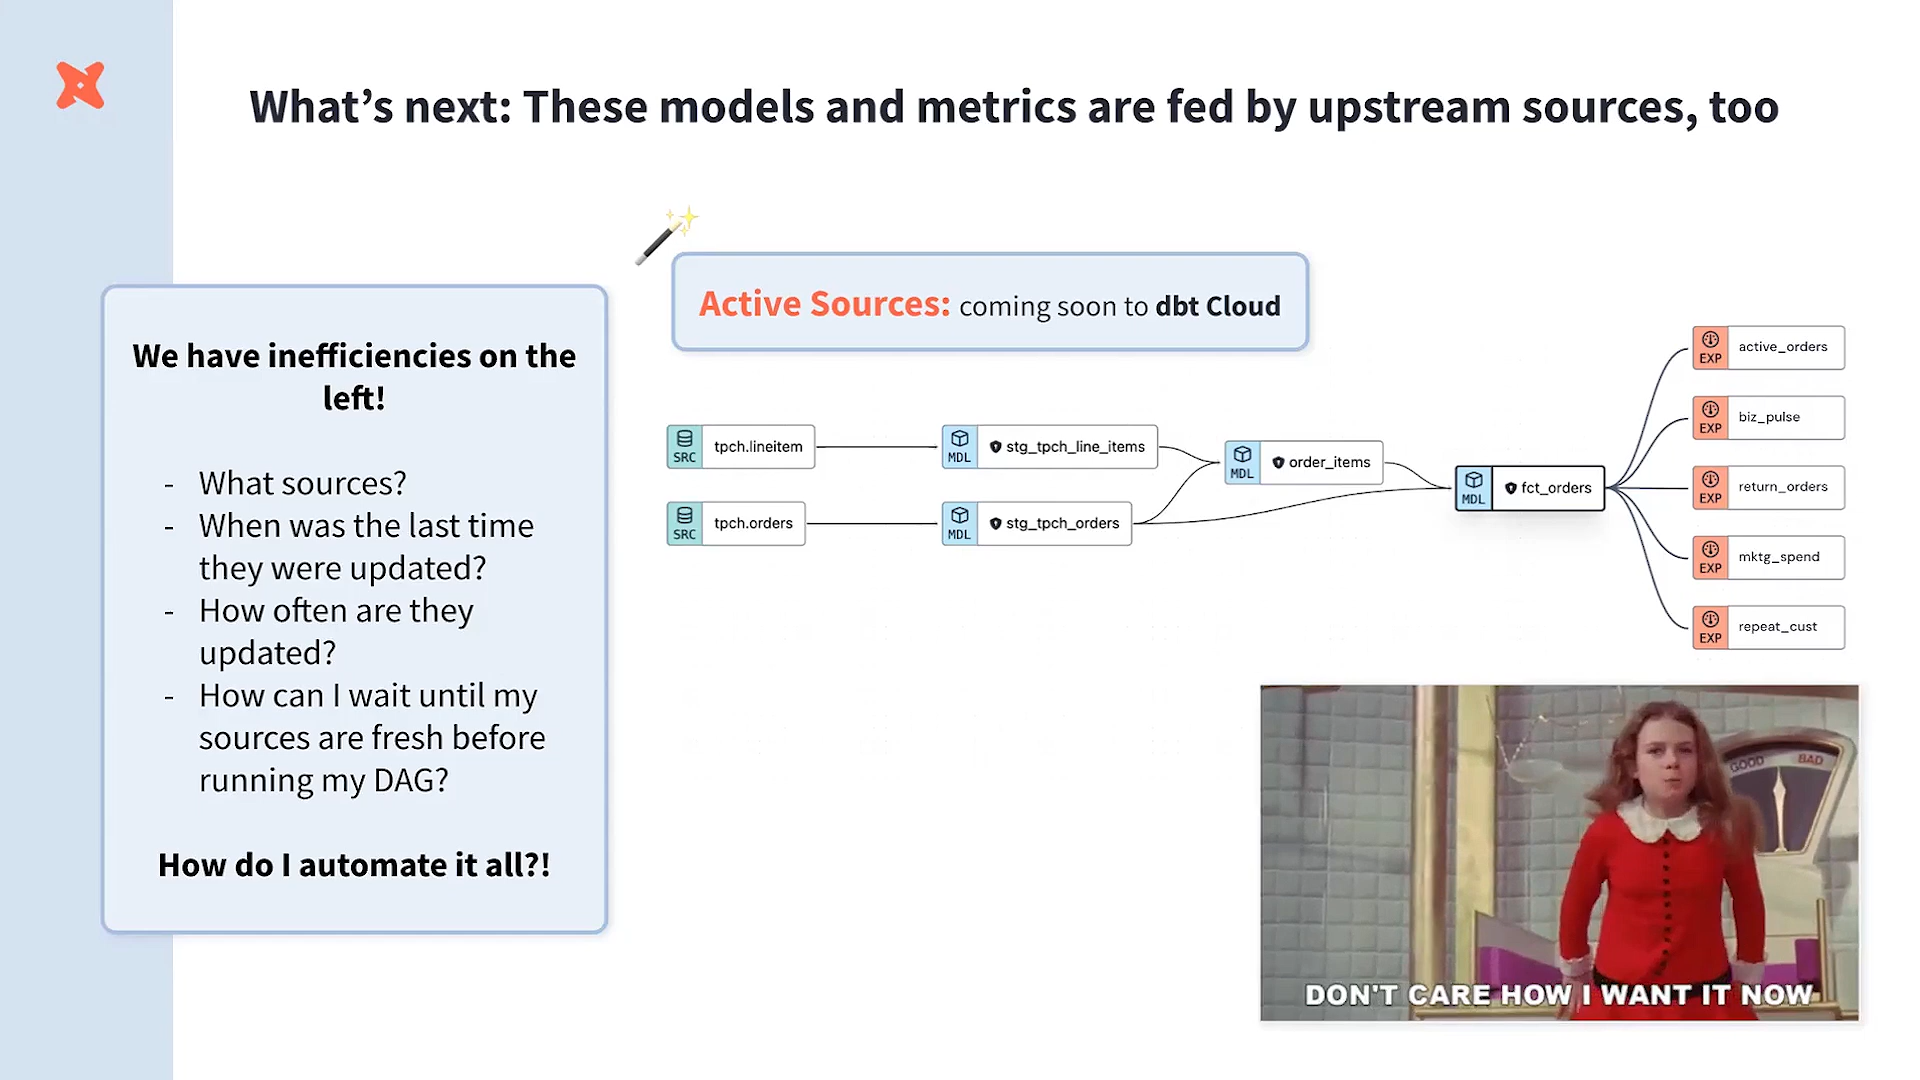 What’s next: These models and metrics are fed by upstream sources, too
We have inefficiencies on the
left!
- What sources?
- When was the last time
they were updated?
- How often are they
updated?
- How can I wait until my
sources are fresh before
running my DAG?
How do I automate it all?!
Active Sources: coming soon to dbt Cloud
SRC tpch.lineitem
MDL stg_tpch_line_items
SRC tpch.orders
MDL stg_tpch_orders
MDL order_items
MDL fct_orders
EXP active_orders
EXP biz_pulse
EXP return_orders
EXP mktg_spend
EXP repeat_cust
GOOD BAD
DON'T CARE HOW I WANT IT NOW